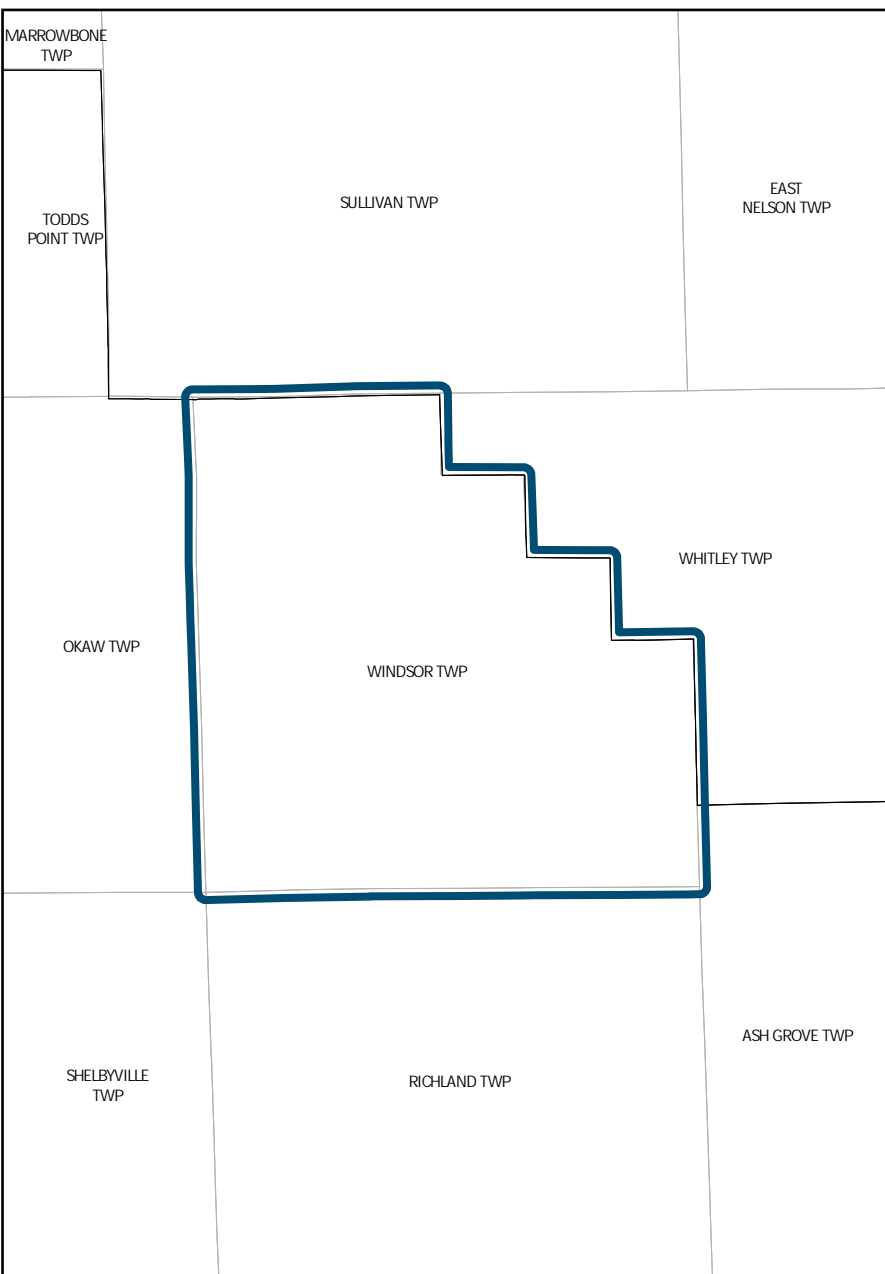 MARROWBONE
TWP
SULLIVAN TWP
EAST
NELSON TWP
TODDS
POINT TWP
WHITLEY TWP
OKAW TWP
WINDSOR TWP
ASH GROVE TWP
SHELBYVILLE
TWP
RICHLAND TWP